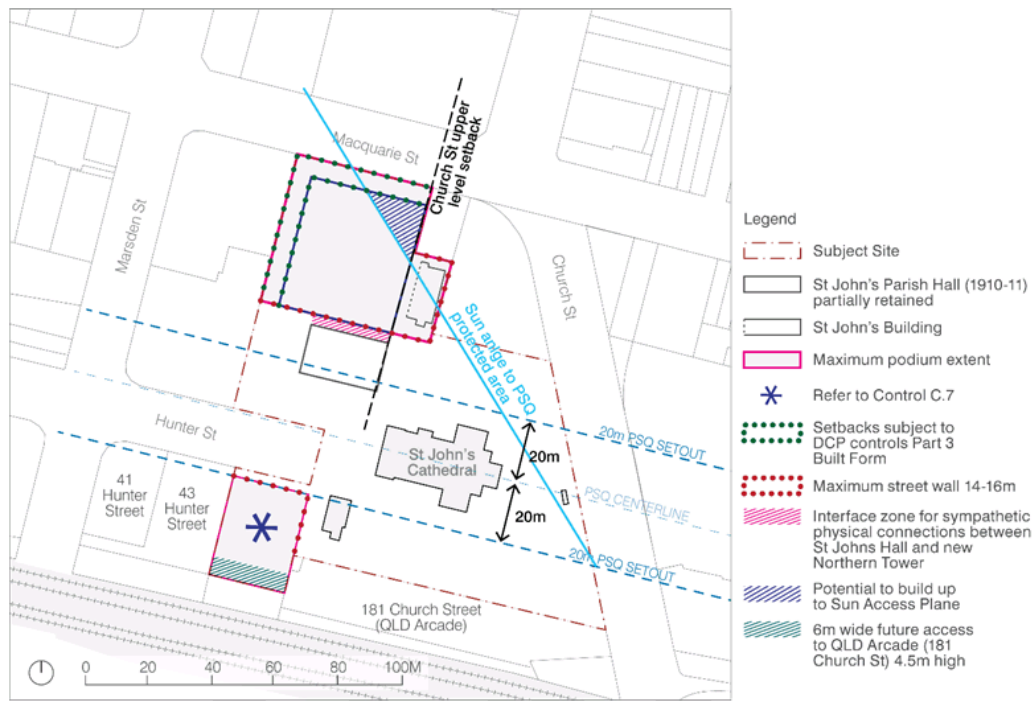 Macquarie St
Church St upper
level setback
Marsden St
Church St
Sun anlge to PSQ
protected area
Hunter St
St John's
Cathedral
20m PSQ SETOUT
20m
PSQ CENTERLINE
20m
20m PSQ SETOUT
41
Hunter
Street
43
Hunter
Street
181 Church Street
(QLD Arcade)
0 20 40 60 80 100M
Legend
Subject Site
St John's Parish Hall (1910-11)
partially retained
St John's Building
Maximum podium extent
Refer to Control C.7
Setbacks subject to
DCP controls Part 3
Built Form
Maximum street wall 14-16m
Interface zone for sympathetic
physical connections between
St Johns Hall and new
Northern Tower
Potential to build up
to Sun Access Plane
6m wide future access
to QLD Arcade (181
Church St) 4.5m high